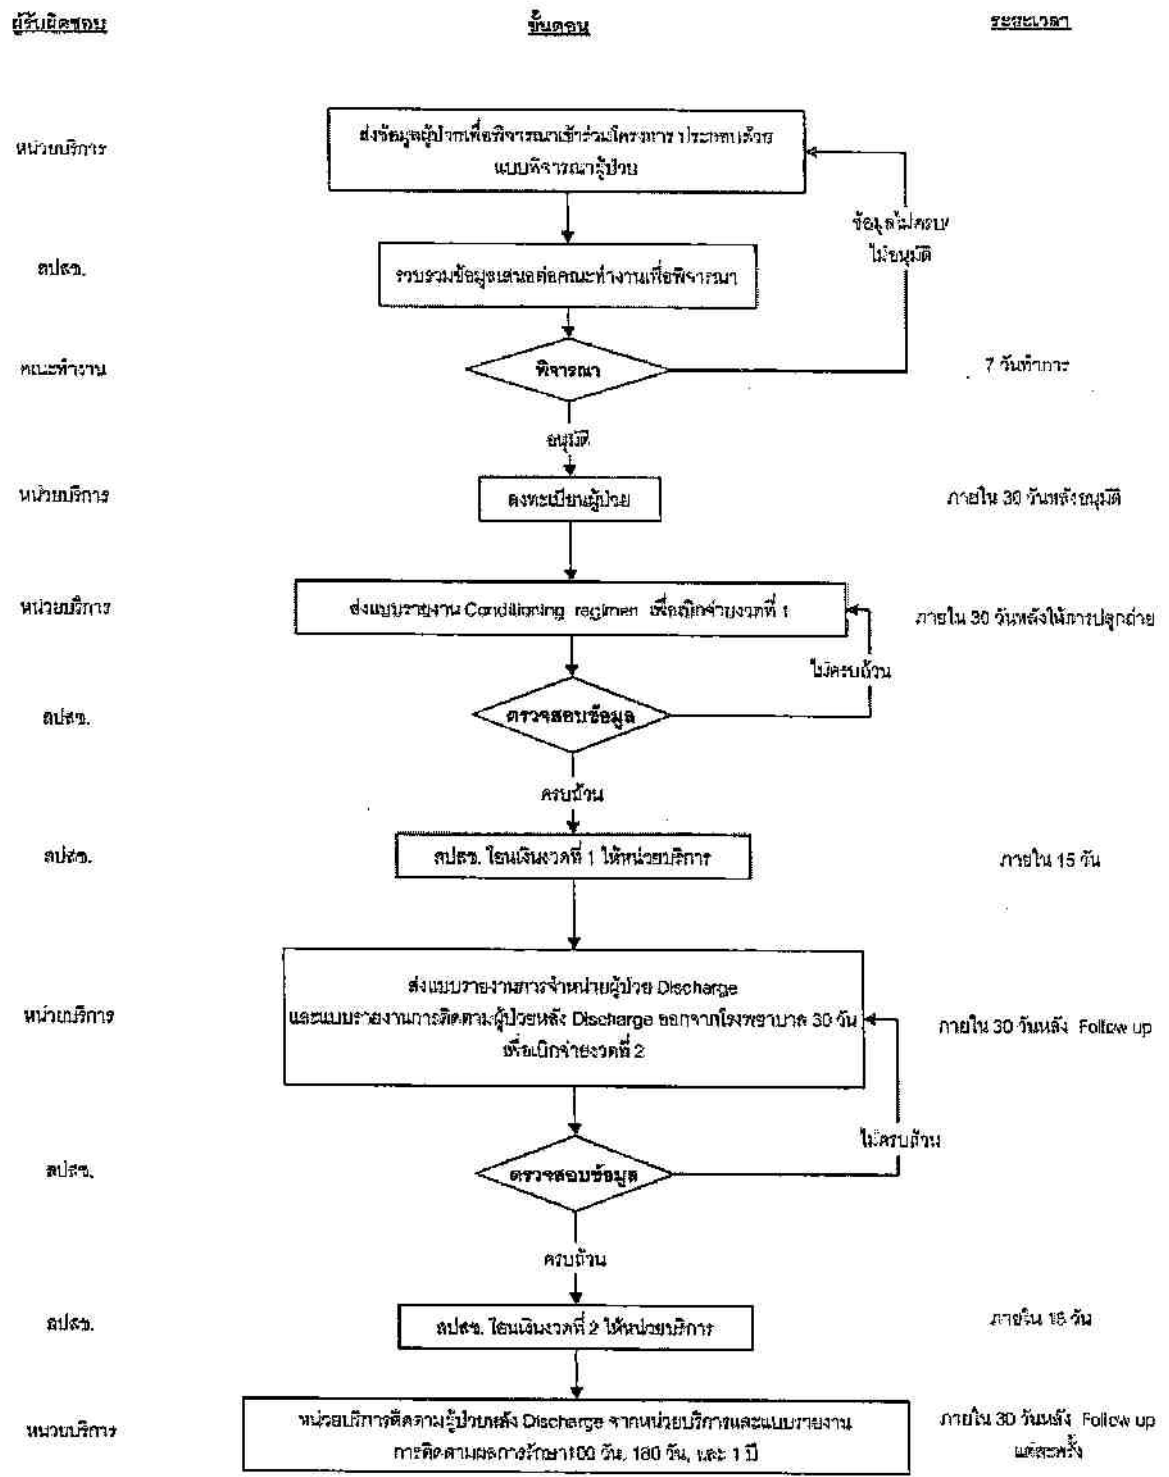 ผู้รับผิดชอบ
ขั้นตอน
ระยะเวลา
หน่วยบริการ
ส่งข้อมูลผู้ป่วยเพื่อพิจารณาเข้าร่วมโครงการ ประกอบด้วย
แบบพิจารณาผู้ป่วย
ข้อมูลไม่ครบ/
ไม่อนุมัติ
สปสช.
รวบรวมข้อมูลเสนอต่อคณะทำงานเพื่อพิจารณา
คณะทำงาน
พิจารณา
7 วันทำการ
อนุมัติ
หน่วยบริการ
ลงทะเบียนผู้ป่วย
ภายใน 30 วันหลังอนุมัติ
หน่วยบริการ
ส่งแบบรายงาน Conditioning regimen เพื่อเบิกจ่ายงวดที่ 1
ภายใน 30 วันหลังให้การปลูกถ่าย
ไม่ครบถ้วน
สปสช.
ตรวจสอบข้อมูล
ครบถ้วน
สปสช.
สปสช. โอนเงินงวดที่ 1 ให้หน่วยบริการ
ภายใน 15 วัน
หน่วยบริการ
ส่งแบบรายงานการจำหน่ายผู้ป่วย Discharge
และแบบรายงานการติดตามผู้ป่วยหลัง Discharge ออกจากโรงพยาบาล 30 วัน
เพื่อเบิกจ่ายงวดที่ 2
ภายใน 30 วันหลัง Follow up
ไม่ครบถ้วน
สปสช.
ตรวจสอบข้อมูล
ครบถ้วน
สปสช.
สปสช. โอนเงินงวดที่ 2 ให้หน่วยบริการ
ภายใน 15 วัน
หน่วยบริการ
หน่วยบริการติดตามผู้ป่วยหลัง Discharge จากหน่วยบริการและแบบรายงาน
การติดตามผลการรักษา100 วัน, 180 วัน, และ 1 ปี
ภายใน 30 วันหลัง Follow up
แต่ละครั้ง